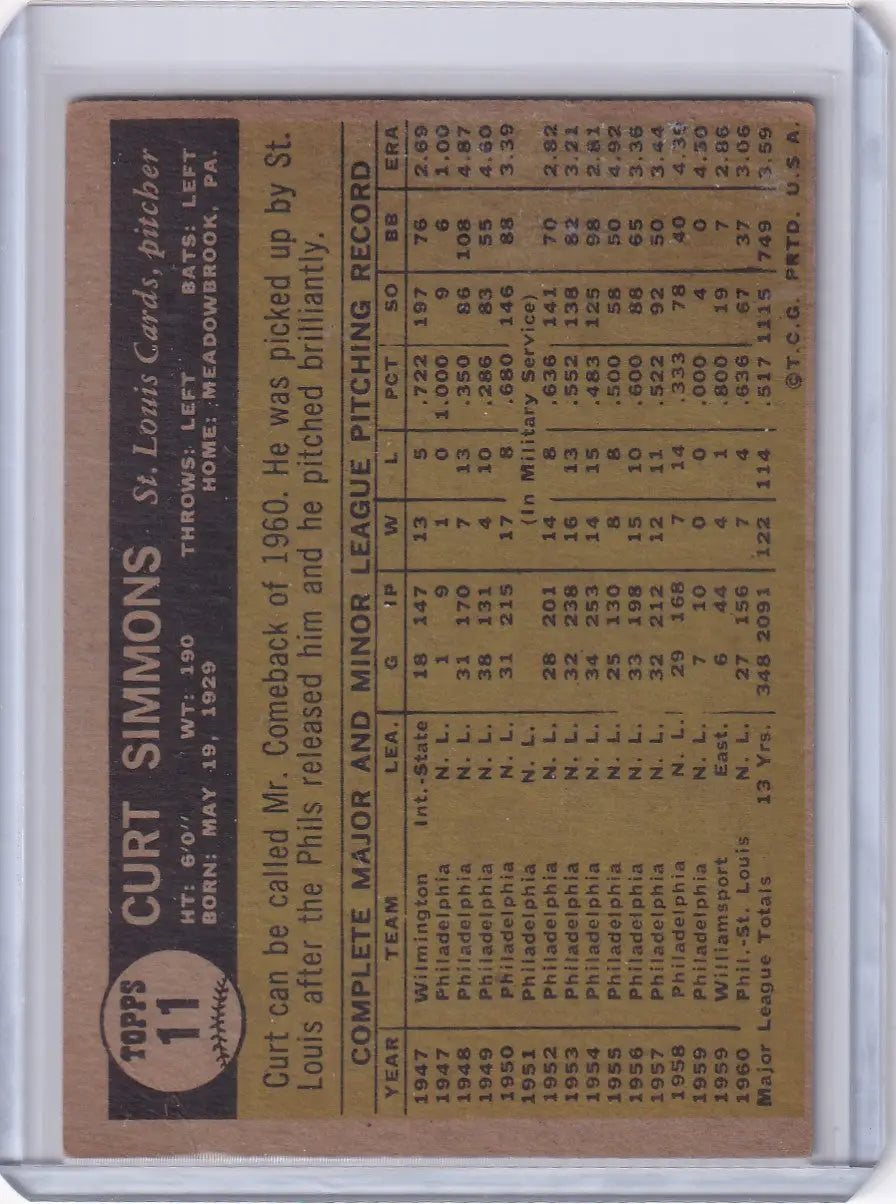 TOPPS
11
CURT SIMMONS St. Louis Cards, pitcher
HT: 6'0" WT: 190 THROWS: LEFT BATS: LEFT
BORN: MAY 19, 1929 HOME: MEADOWBROOK, PA.
Curt can be called Mr. Comeback of 1960. He was picked up by St.
Louis after the Phils released him and he pitched brilliantly.
COMPLETE MAJOR AND MINOR LEAGUE PITCHING RECORD
YEAR TEAM LEA. G IP W L PCT SO BB ERA
1947 Wilmington Int.-State 18 147 13 5 .722 197 76 2.69
1947 Philadelphia N. L. 1 9 1 0 1.000 9 6 1.00
1948 Philadelphia N. L. 31 170 7 13 .350 86 108 4.87
1949 Philadelphia N. L. 38 131 4 10 .286 83 55 4.60
1950 Philadelphia N. L. 31 215 17 8 .680 146 88 3.39
1951 Philadelphia N. L. (In Military Service)
1952 Philadelphia N. L. 28 201 14 8 .636 141 70 2.82
1953 Philadelphia N. L. 32 238 16 13 .552 138 82 3.21
1954 Philadelphia N. L. 34 253 14 15 .483 125 98 2.81
1955 Philadelphia N. L. 25 130 8 8 .500 58 50 4.92
1956 Philadelphia N. L. 33 198 15 10 .600 88 65 3.36
1957 Philadelphia N. L. 32 212 12 11 .522 92 50 3.44
1958 Philadelphia N. L. 29 168 7 14 .333 78 40 4.39
1959 Philadelphia N. L. 7 10 0 0 .000 4 0 4.50
1959 Williamsport East. 6 44 4 1 .800 19 7 2.86
1960 Phil.-St. Louis N. L. 27 156 7 4 .636 67 37 3.06
Major League Totals 13 Yrs. 348 2091 122 114 .517 1115 749 3.59
©T.C.G. PRTD. U.S.A.